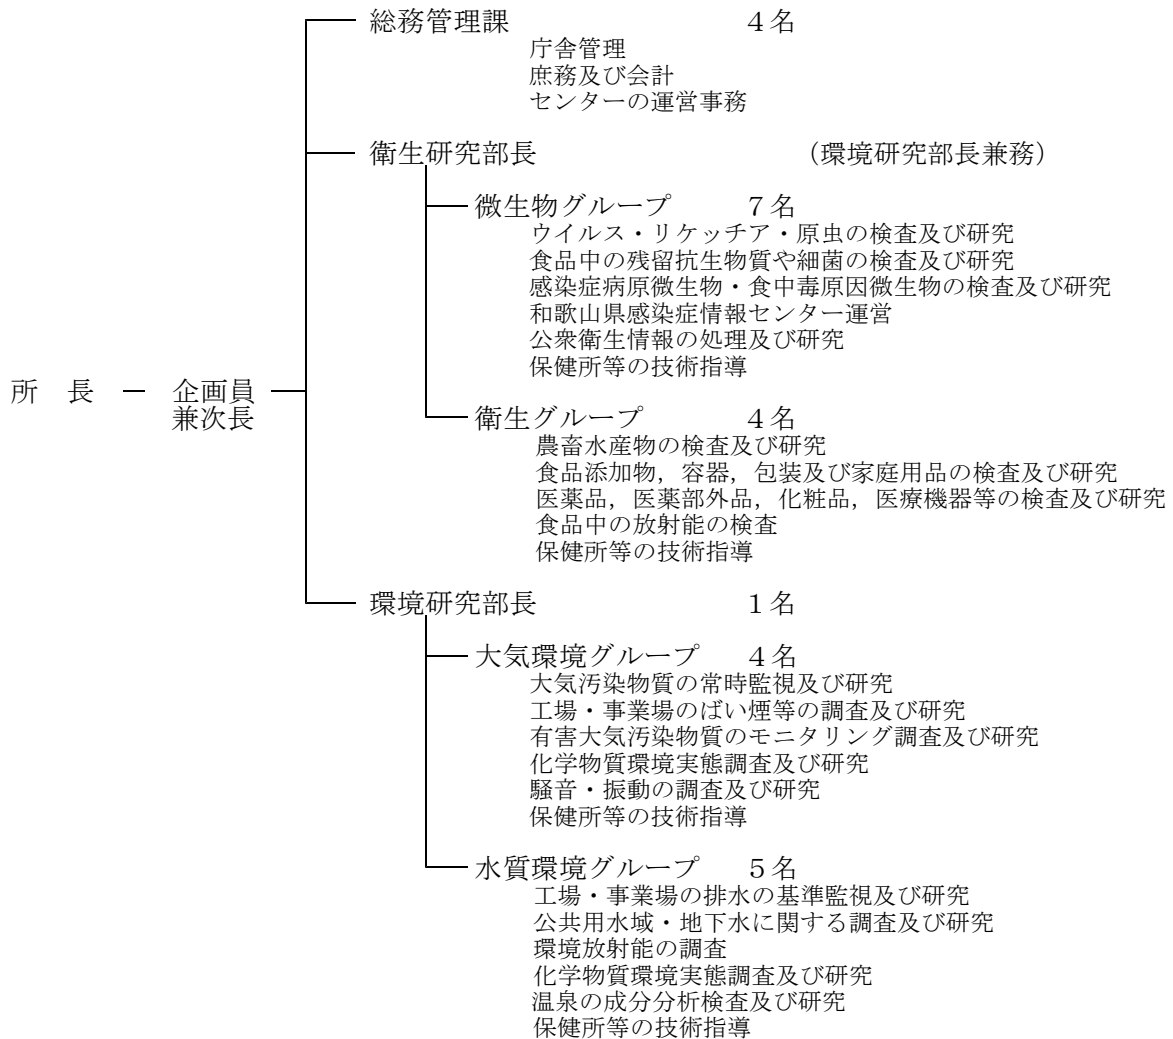 総務管理課　４名
庁舎管理
庶務及び会計
センターの運営事務
衛生研究部長　（環境研究部長兼務）
微生物グループ　７名
ウイルス・リケッチア・原虫の検査及び研究
食品中の残留抗生物質や細菌の検査及び研究
感染症病原微生物・食中毒原因微生物の検査及び研究
和歌山県感染症情報センター運営
公衆衛生情報の処理及び研究
保健所等の技術指導
所　長　企画員
兼次長
衛生グループ　４名
農畜水産物の検査及び研究
食品添加物，容器，包装及び家庭用品の検査及び研究
医薬品，医薬部外品，化粧品，医療機器等の検査及び研究
食品中の放射能の検査
保健所等の技術指導
環境研究部長　１名
大気環境グループ　４名
大気汚染物質の常時監視及び研究
工場・事業場のばい煙等の調査及び研究
有害大気汚染物質のモニタリング調査及び研究
化学物質環境実態調査及び研究
騒音・振動の調査及び研究
保健所等の技術指導
水質環境グループ　５名
工場・事業場の排水の基準監視及び研究
公共用水域・地下水に関する調査及び研究
環境放射能の調査
化学物質環境実態調査及び研究
温泉の成分分析検査及び研究
保健所等の技術指導